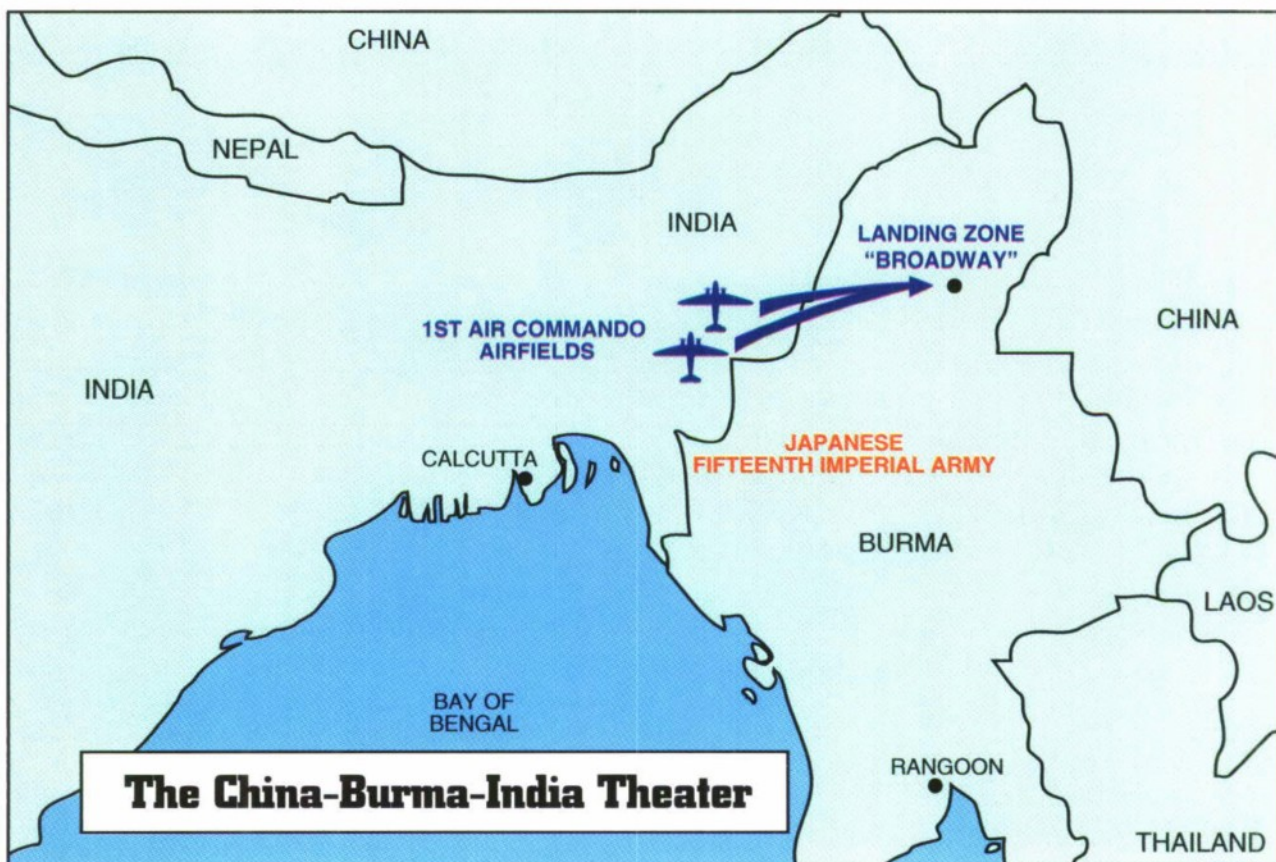 CHINA
NEPAL
INDIA
LANDING ZONE
“BROADWAY”
1ST AIR COMMANDO
AIRFIELDS
CHINA
INDIA
JAPANESE
FIFTEENTH IMPERIAL ARMY
CALCUTTA
BURMA
LAOS
BAY OF
BENGAL
RANGOON
The China-Burma-India Theater
THAILAND